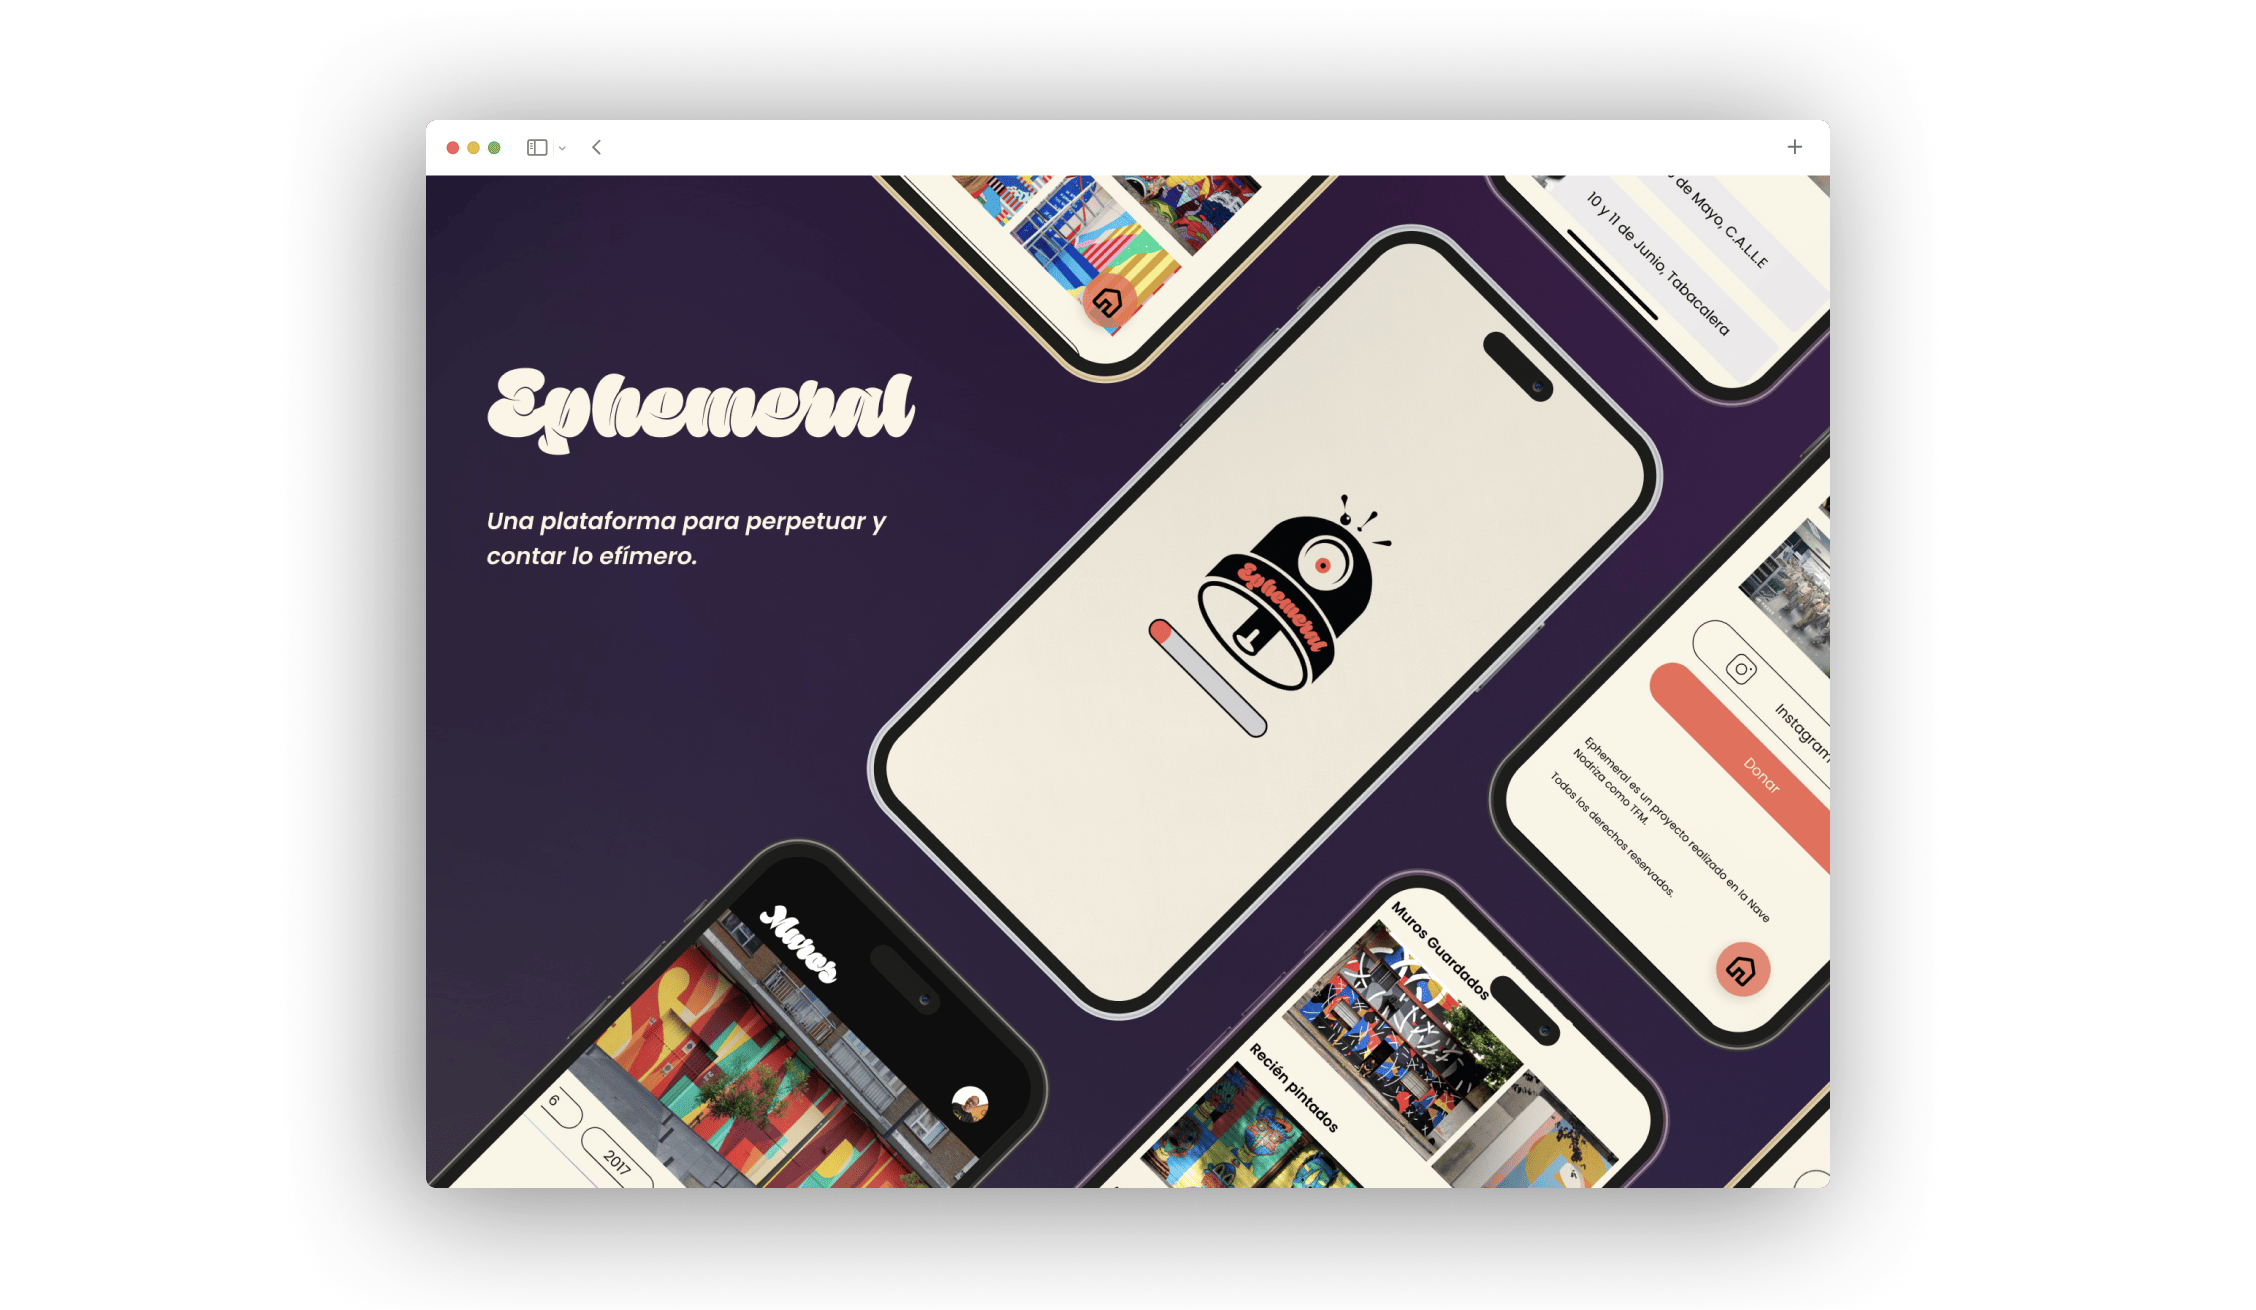 Ephemeral
Una plataforma para perpetuar y
contar lo efímero.
de Mayo, C.A.L.L.E
10 y 11 de Junio, Tabacalera
Ephemeral
Instagram
Donar
Ephemeral es un proyecto realizado en la Nave
Nodriza como TFM.
Todos los derechos reservados.
Muros
6
2017
Muros Guardados
Recién pintados